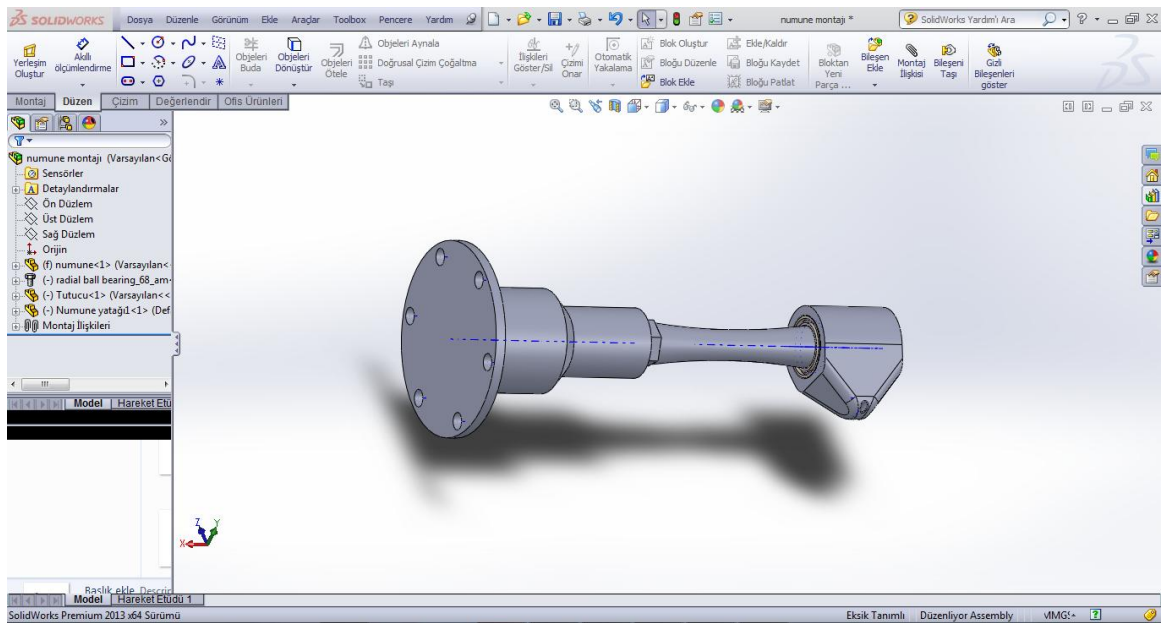 SOLIDWORKS Dosya Düzenle Görünüm Ekle Araçlar Toolbox Pencere Yardım numune montajı * SolidWorks Yardım'ı Ara
Yerleşim Oluştur
Akıllı ölçümlendirme
Objeleri Buda
Objeleri Dönüştür
Objeleri Ötele
Objeleri Aynala
Doğrusal Çizim Çoğaltma
Taşı
İlişkileri Göster/Sil
Çizimi Onar
Otomatik Yakalama
Blok Oluştur
Bloğu Düzenle
Blok Ekle
Ekle/Kaldır
Bloğu Kaydet
Bloğu Patlat
Bloktan Yeni Parça ...
Bileşen Ekle
Montaj İlişkisi
Bileşeni Taşı
Gizli Bileşenleri göster
Montaj Düzen Çizim Değerlendir Ofis Ürünleri
numune montajı (Varsayılan<Gö
Sensörler
A Detaylandırmalar
Ön Düzlem
Üst Düzlem
Sağ Düzlem
Orijin
(f) numune<1> (Varsayılan<
(-) radial ball bearing_68_am
(-) Tutucu<1> (Varsayılan<<
(-) Numune yatağı1<1> (Def
Montaj İlişkileri
Model Hareket Etü
Z Y
X
Başlık ekle Descrip
Model Hareket Etüdü 1
SolidWorks Premium 2013 x64 Sürümü Eksik Tanımlı Düzenliyor Assembly